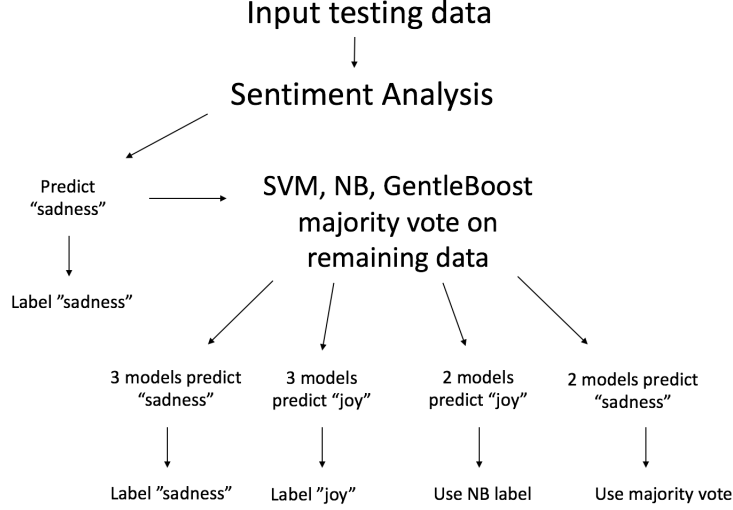 Input testing data
Sentiment Analysis
Predict
“sadness”
SVM, NB, GentleBoost
majority vote on
remaining data
Label ”sadness”
3 models predict
“sadness”
3 models
predict “joy”
2 models
predict “joy”
2 models predict
“sadness”
Label ”sadness”
Label ”joy”
Use NB label
Use majority vote